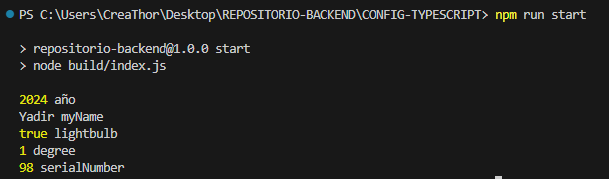 PS C:\Users\CreaThor\Desktop\REPOSITORIO-BACKEND\CONFIG-TYPESCRIPT> npm run start
> repositorio-backend@1.0.0 start
> node build/index.js
2024 año
Yadir myName
true lightbulb
1 degree
98 serialNumber